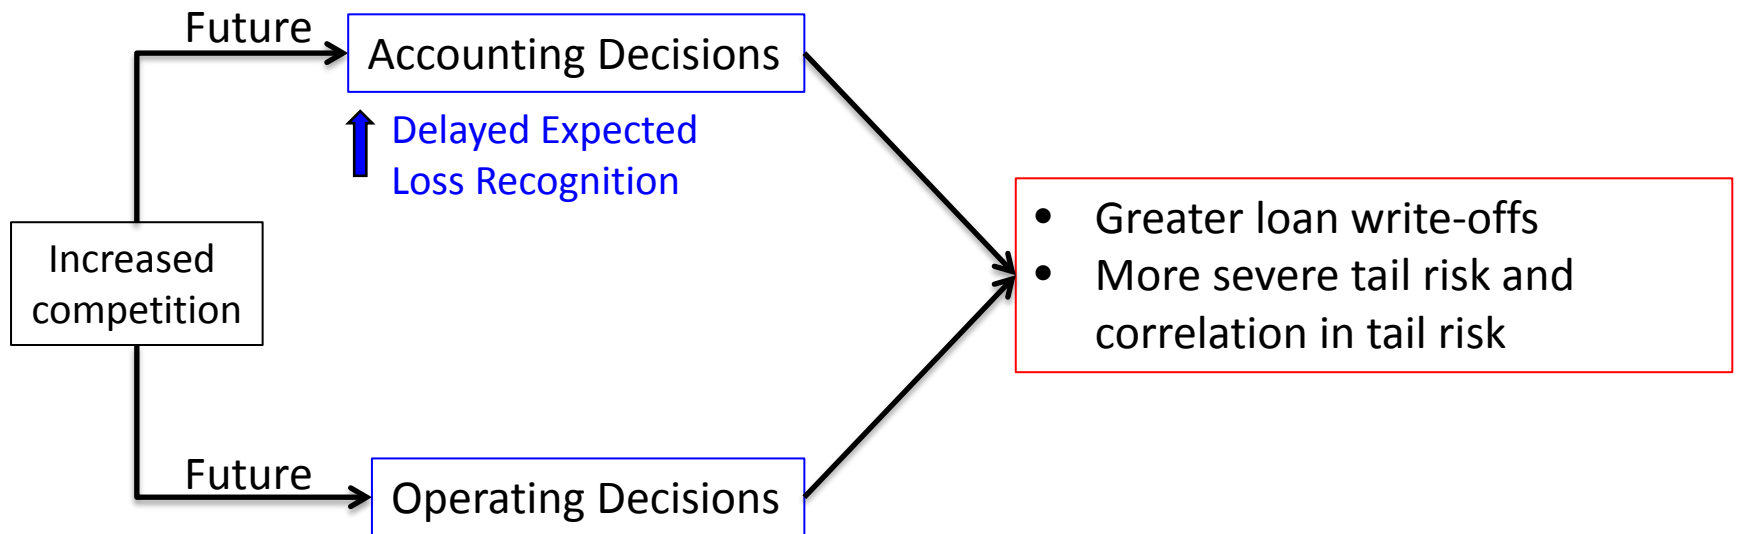 Future
Accounting Decisions
Delayed Expected
Loss Recognition
Increased
competition
• Greater loan write-offs
• More severe tail risk and
correlation in tail risk
Future
Operating Decisions